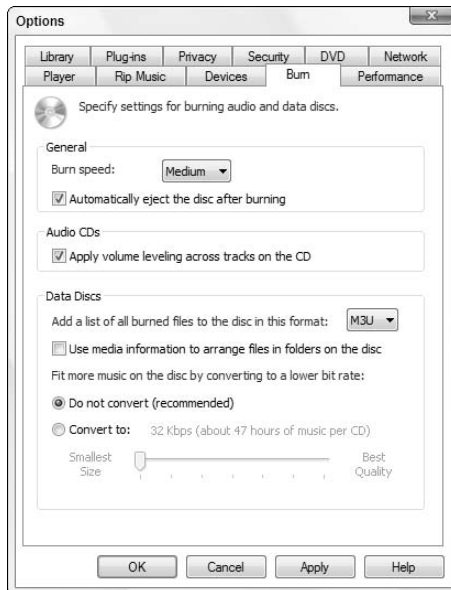 Options
Library Plug-ins Privacy Security DVD Network
Player Rip Music Devices Burn Performance
Specify settings for burning audio and data discs.
General
Burn speed: Medium
Automatically eject the disc after burning
Audio CDs
Apply volume leveling across tracks on the CD
Data Discs
Add a list of all burned files to the disc in this format: M3U
Use media information to arrange files in folders on the disc
Fit more music on the disc by converting to a lower bit rate:
Do not convert (recommended)
Convert to: 32 Kbps (about 47 hours of music per CD)
Smallest Best
Size Quality
OK Cancel Apply Help